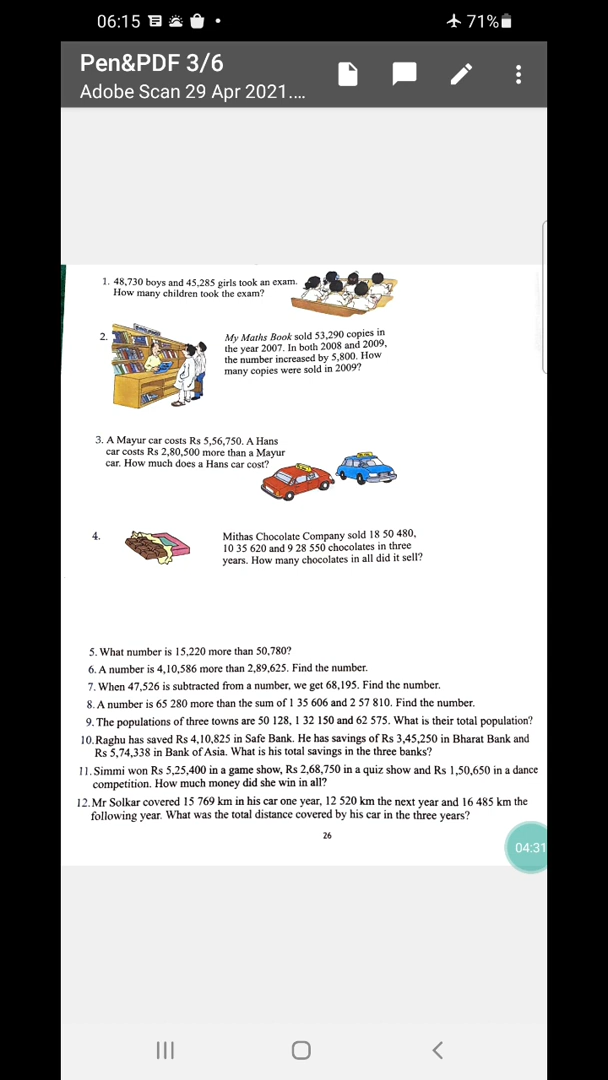 06:15
71%
Pen&PDF 3/6
Adobe Scan 29 Apr 2021....
1. 48,730 boys and 45,285 girls took an exam.
How many children took the exam?
2.
My Maths Book sold 53,290 copies in
the year 2007. In both 2008 and 2009,
the number increased by 5,800. How
many copies were sold in 2009?
3. A Mayur car costs Rs 5,56,750. A Hans
car costs Rs 2,80,500 more than a Mayur
car. How much does a Hans car cost?
4.
Mithas Chocolate Company sold 18 50 480,
10 35 620 and 9 28 550 chocolates in three
years. How many chocolates in all did it sell?
5. What number is 15,220 more than 50,780?
6. A number is 4,10,586 more than 2,89,625. Find the number.
7. When 47,526 is subtracted from a number, we get 68,195. Find the number.
8. A number is 65 280 more than the sum of 1 35 606 and 2 57 810. Find the number.
9. The populations of three towns are 50 128, 1 32 150 and 62 575. What is their total population?
10. Raghu has saved Rs 4,10,825 in Safe Bank. He has savings of Rs 3,45,250 in Bharat Bank and
Rs 5,74,338 in Bank of Asia. What is his total savings in the three banks?
11. Simmi won Rs 5,25,400 in a game show, Rs 2,68,750 in a quiz show and Rs 1,50,650 in a dance
competition. How much money did she win in all?
12. Mr Solkar covered 15 769 km in his car one year, 12 520 km the next year and 16 485 km the
following year. What was the total distance covered by his car in the three years?
26
04:31